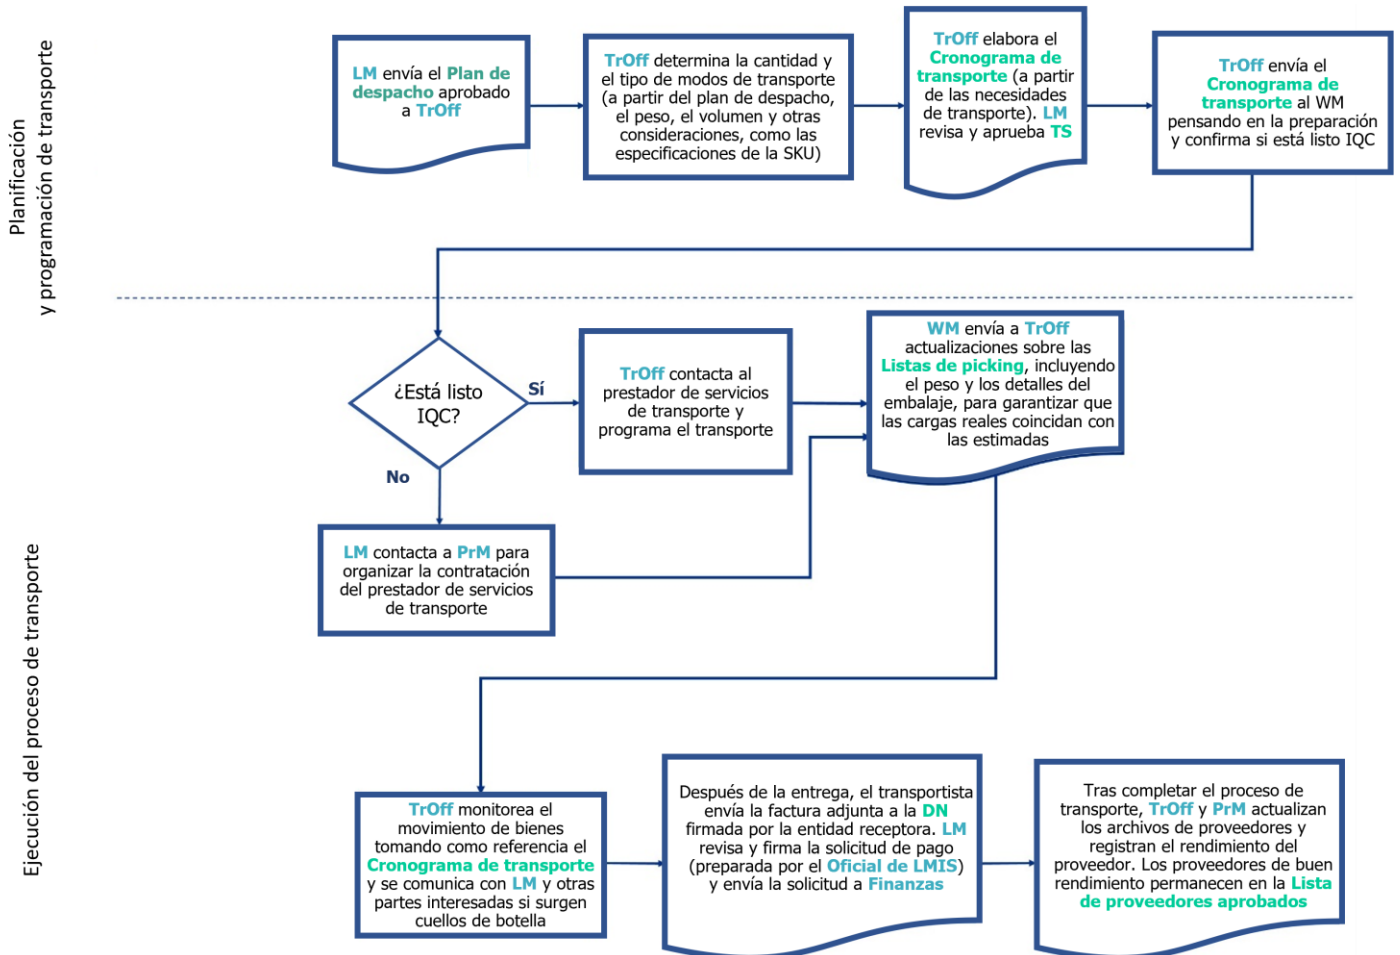 Planificación
y programación de transporte
LM envía el Plan de
despacho aprobado
a TrOff
TrOff determina la cantidad y
el tipo de modos de transporte
(a partir del plan de despacho,
el peso, el volumen y otras
consideraciones, como las
especificaciones de la SKU)
TrOff elabora el
Cronograma de
transporte (a partir
de las necesidades
de transporte). LM
revisa y aprueba TS
TrOff envía el
Cronograma de
transporte al WM
pensando en la preparación
y confirma si está listo IQC
Ejecución del proceso de transporte
¿Está listo
IQC?
Sí
No
TrOff contacta al
prestador de servicios
de transporte y
programa el transporte
WM envía a TrOff
actualizaciones sobre las
Listas de picking, incluyendo
el peso y los detalles del
embalaje, para garantizar que
las cargas reales coincidan con
las estimadas
LM contacta a PrM para
organizar la contratación
del prestador de servicios
de transporte
TrOff monitorea el
movimiento de bienes
tomando como referencia el
Cronograma de transporte
y se comunica con LM y otras
partes interesadas si surgen
cuellos de botella
Después de la entrega, el transportista
envía la factura adjunta a la DN
firmada por la entidad receptora. LM
revisa y firma la solicitud de pago
(preparada por el Oficial de LMIS)
y envía la solicitud a Finanzas
Tras completar el proceso de
transporte, TrOff y PrM actualizan
los archivos de proveedores y
registran el rendimiento del
proveedor. Los proveedores de buen
rendimiento permanecen en la Lista
de proveedores aprobados